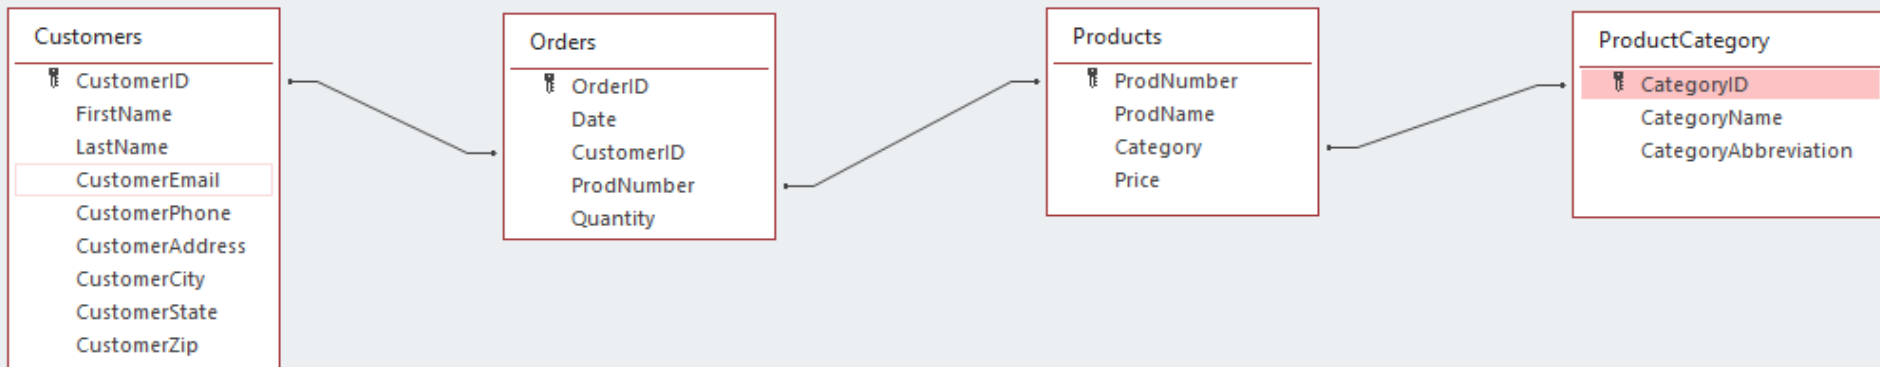 Customers
CustomerID
FirstName
LastName
CustomerEmail
CustomerPhone
CustomerAddress
CustomerCity
CustomerState
CustomerZip
Orders
OrderID
Date
CustomerID
ProdNumber
Quantity
Products
ProdNumber
ProdName
Category
Price
ProductCategory
CategoryID
CategoryName
CategoryAbbreviation